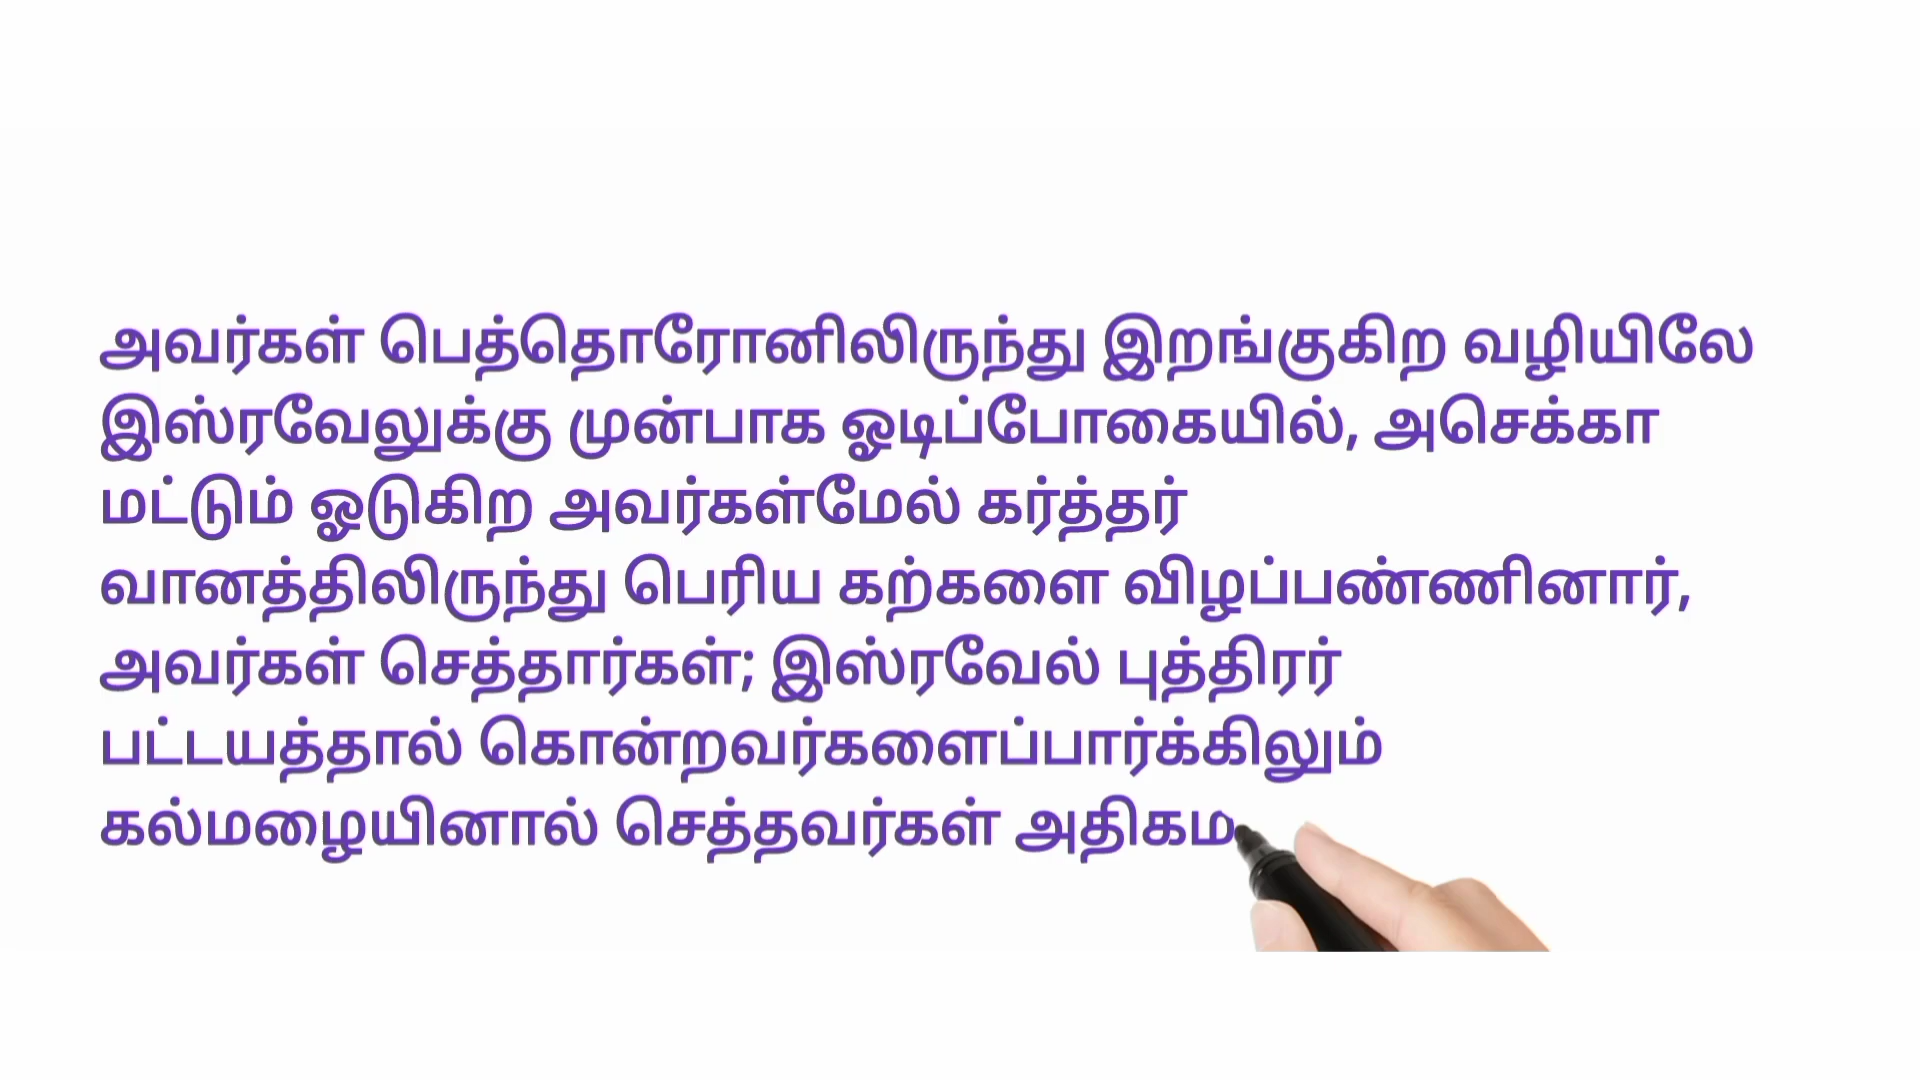 அவர்கள் பெத்தொரோனிலிருந்து இறங்குகிற வழியிலே
இஸ்ரவேலுக்கு முன்பாக ஓடிப்போகையில், அசெக்கா
மட்டும் ஓடுகிற அவர்கள்மேல் கர்த்தர்
வானத்திலிருந்து பெரிய கற்களை விழப்பண்ணினார்,
அவர்கள் செத்தார்கள்; இஸ்ரவேல் புத்திரர்
பட்டயத்தால் கொன்றவர்களைப்பார்க்கிலும்
கல்மழையினால் செத்தவர்கள் அதிகம